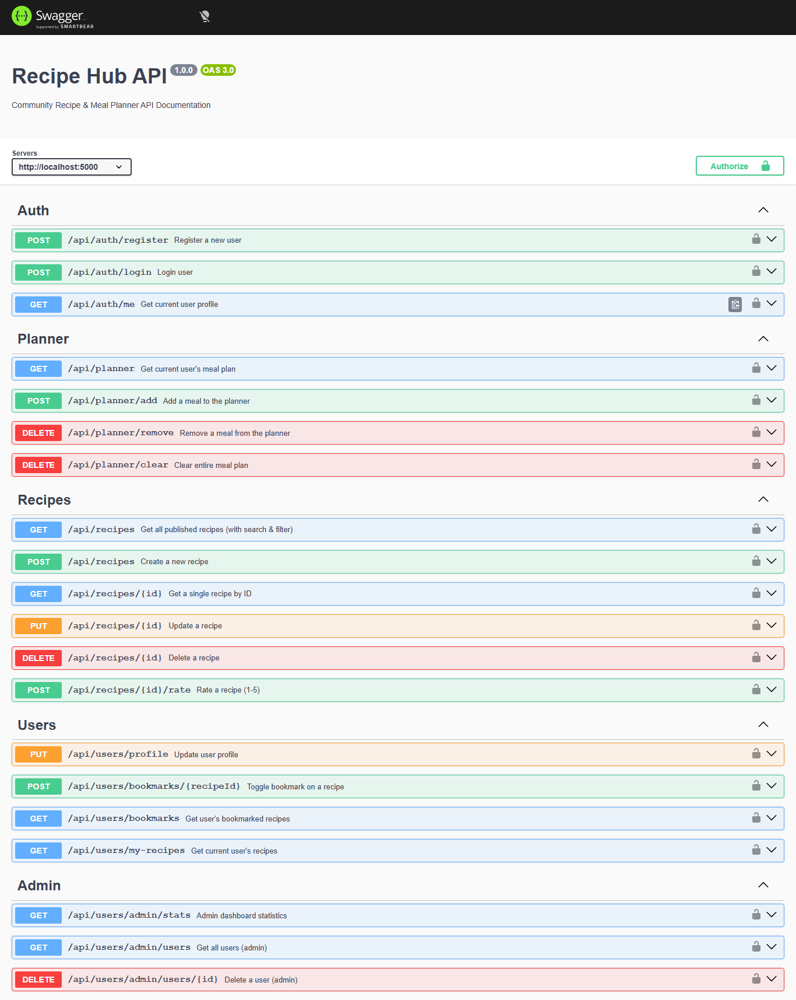 Swagger
Supported by SMARTBEAR
Recipe Hub API 1.0.0 OAS 3.0
Community Recipe & Meal Planner API Documentation
Servers
http://localhost:5000
Authorize
Auth
POST /api/auth/register Register a new user
POST /api/auth/login Login user
GET /api/auth/me Get current user profile
Planner
GET /api/planner Get current user's meal plan
POST /api/planner/add Add a meal to the planner
DELETE /api/planner/remove Remove a meal from the planner
DELETE /api/planner/clear Clear entire meal plan
Recipes
GET /api/recipes Get all published recipes (with search & filter)
POST /api/recipes Create a new recipe
GET /api/recipes/{id} Get a single recipe by ID
PUT /api/recipes/{id} Update a recipe
DELETE /api/recipes/{id} Delete a recipe
POST /api/recipes/{id}/rate Rate a recipe (1-5)
Users
PUT /api/users/profile Update user profile
POST /api/users/bookmarks/{recipeId} Toggle bookmark on a recipe
GET /api/users/bookmarks Get user's bookmarked recipes
GET /api/users/my-recipes Get current user's recipes
Admin
GET /api/users/admin/stats Admin dashboard statistics
GET /api/users/admin/users Get all users (admin)
DELETE /api/users/admin/users/{id} Delete a user (admin)